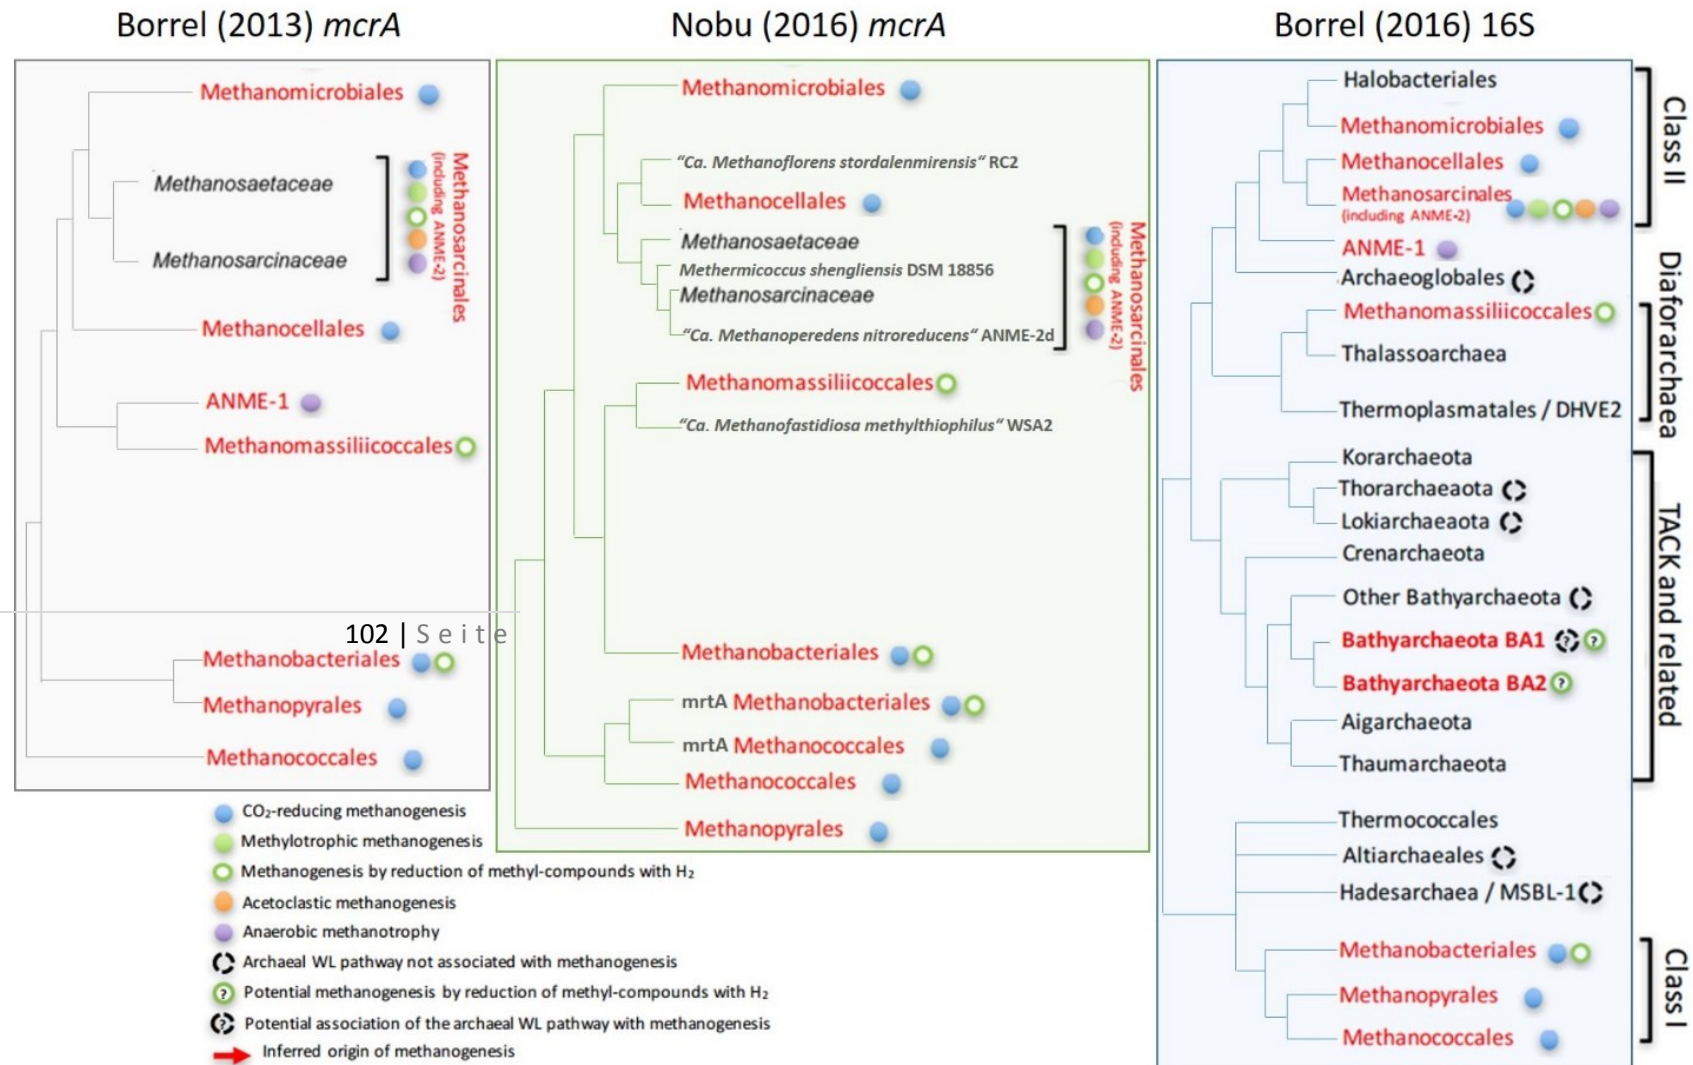 Borrel (2013) mcrA
Methanomicrobiales
Methanosaetaceae
Methanosarcinaceae
Methanosarcinales
(including ANME-2)
Methanocellales
ANME-1
Methanomassiliicoccales
102 | Seite
Methanobacteriales
Methanopyrales
Methanococcales
Nobu (2016) mcrA
Methanomicrobiales
“Ca. Methanoflorens stordalenmirensis“ RC2
Methanocellales
Methanosaetaceae
Methermicoccus shengliensis DSM 18856
Methanosarcinaceae
“Ca. Methanoperedens nitroreducens“ ANME-2d
Methanosarcinales
(including ANME-2)
Methanomassiliicoccales
“Ca. Methanofastidiosa methylthiophilus“ WSA2
Methanobacteriales
mrtA Methanobacteriales
mrtA Methanococcales
Methanococcales
Methanopyrales
Borrel (2016) 16S
Halobacteriales
Methanomicrobiales
Methanocellales
Methanosarcinales
(including ANME-2)
Class II
ANME-1
Archaeoglobales
Methanomassiliicoccales
Thalassoarchaea
Thermoplasmatales / DHVE2
Diaforarchaea
Korarchaeota
Thorarchaeaota
Lokiarchaeaota
Crenarchaeota
Other Bathyarchaeota
Bathyarchaeota BA1
?
?
Bathyarchaeota BA2
?
Aigarchaeota
Thaumarchaeota
TACK and related
Thermococcales
Altiarchaeales
Hadesarchaea / MSBL-1
Methanobacteriales
Methanopyrales
Methanococcales
Class I
CO₂-reducing methanogenesis
Methylotrophic methanogenesis
Methanogenesis by reduction of methyl-compounds with H₂
Acetoclastic methanogenesis
Anaerobic methanotrophy
Archaeal WL pathway not associated with methanogenesis
? Potential methanogenesis by reduction of methyl-compounds with H₂
? Potential association of the archaeal WL pathway with methanogenesis
Inferred origin of methanogenesis